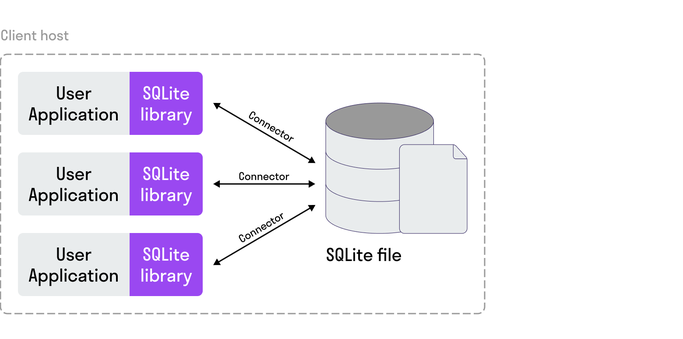 Client host
User
Application
SQLite
library
Connector
User
Application
SQLite
library
Connector
User
Application
SQLite
library
Connector
SQLite file